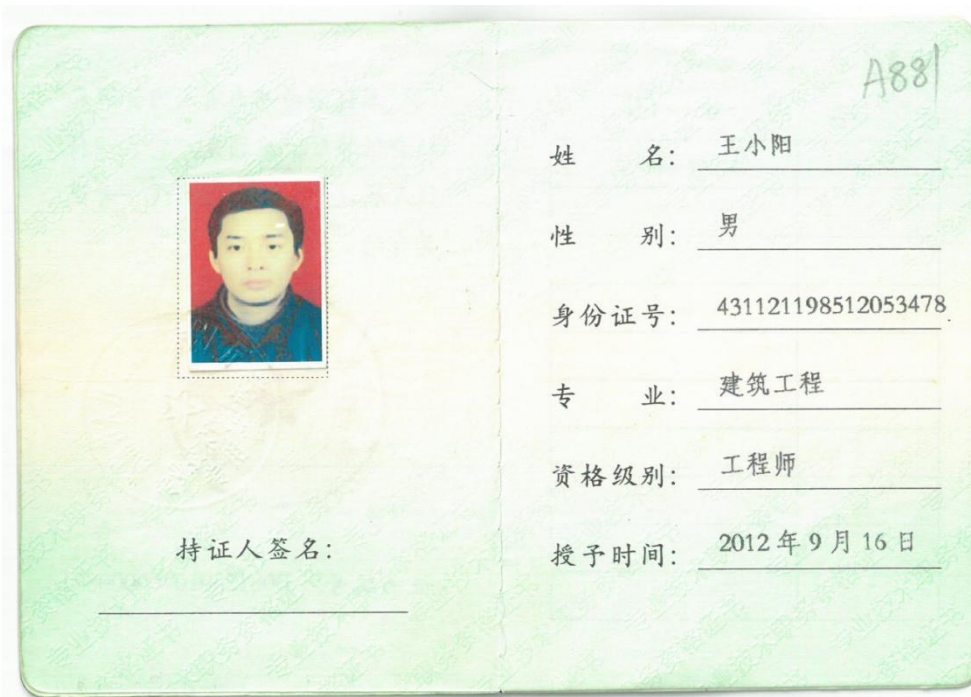 A881
姓 名: 王小阳
性 别: 男
身份证号: 431121198512053478
专 业: 建筑工程
资格级别: 工程师
授予时间: 2012年9月16日
持证人签名: